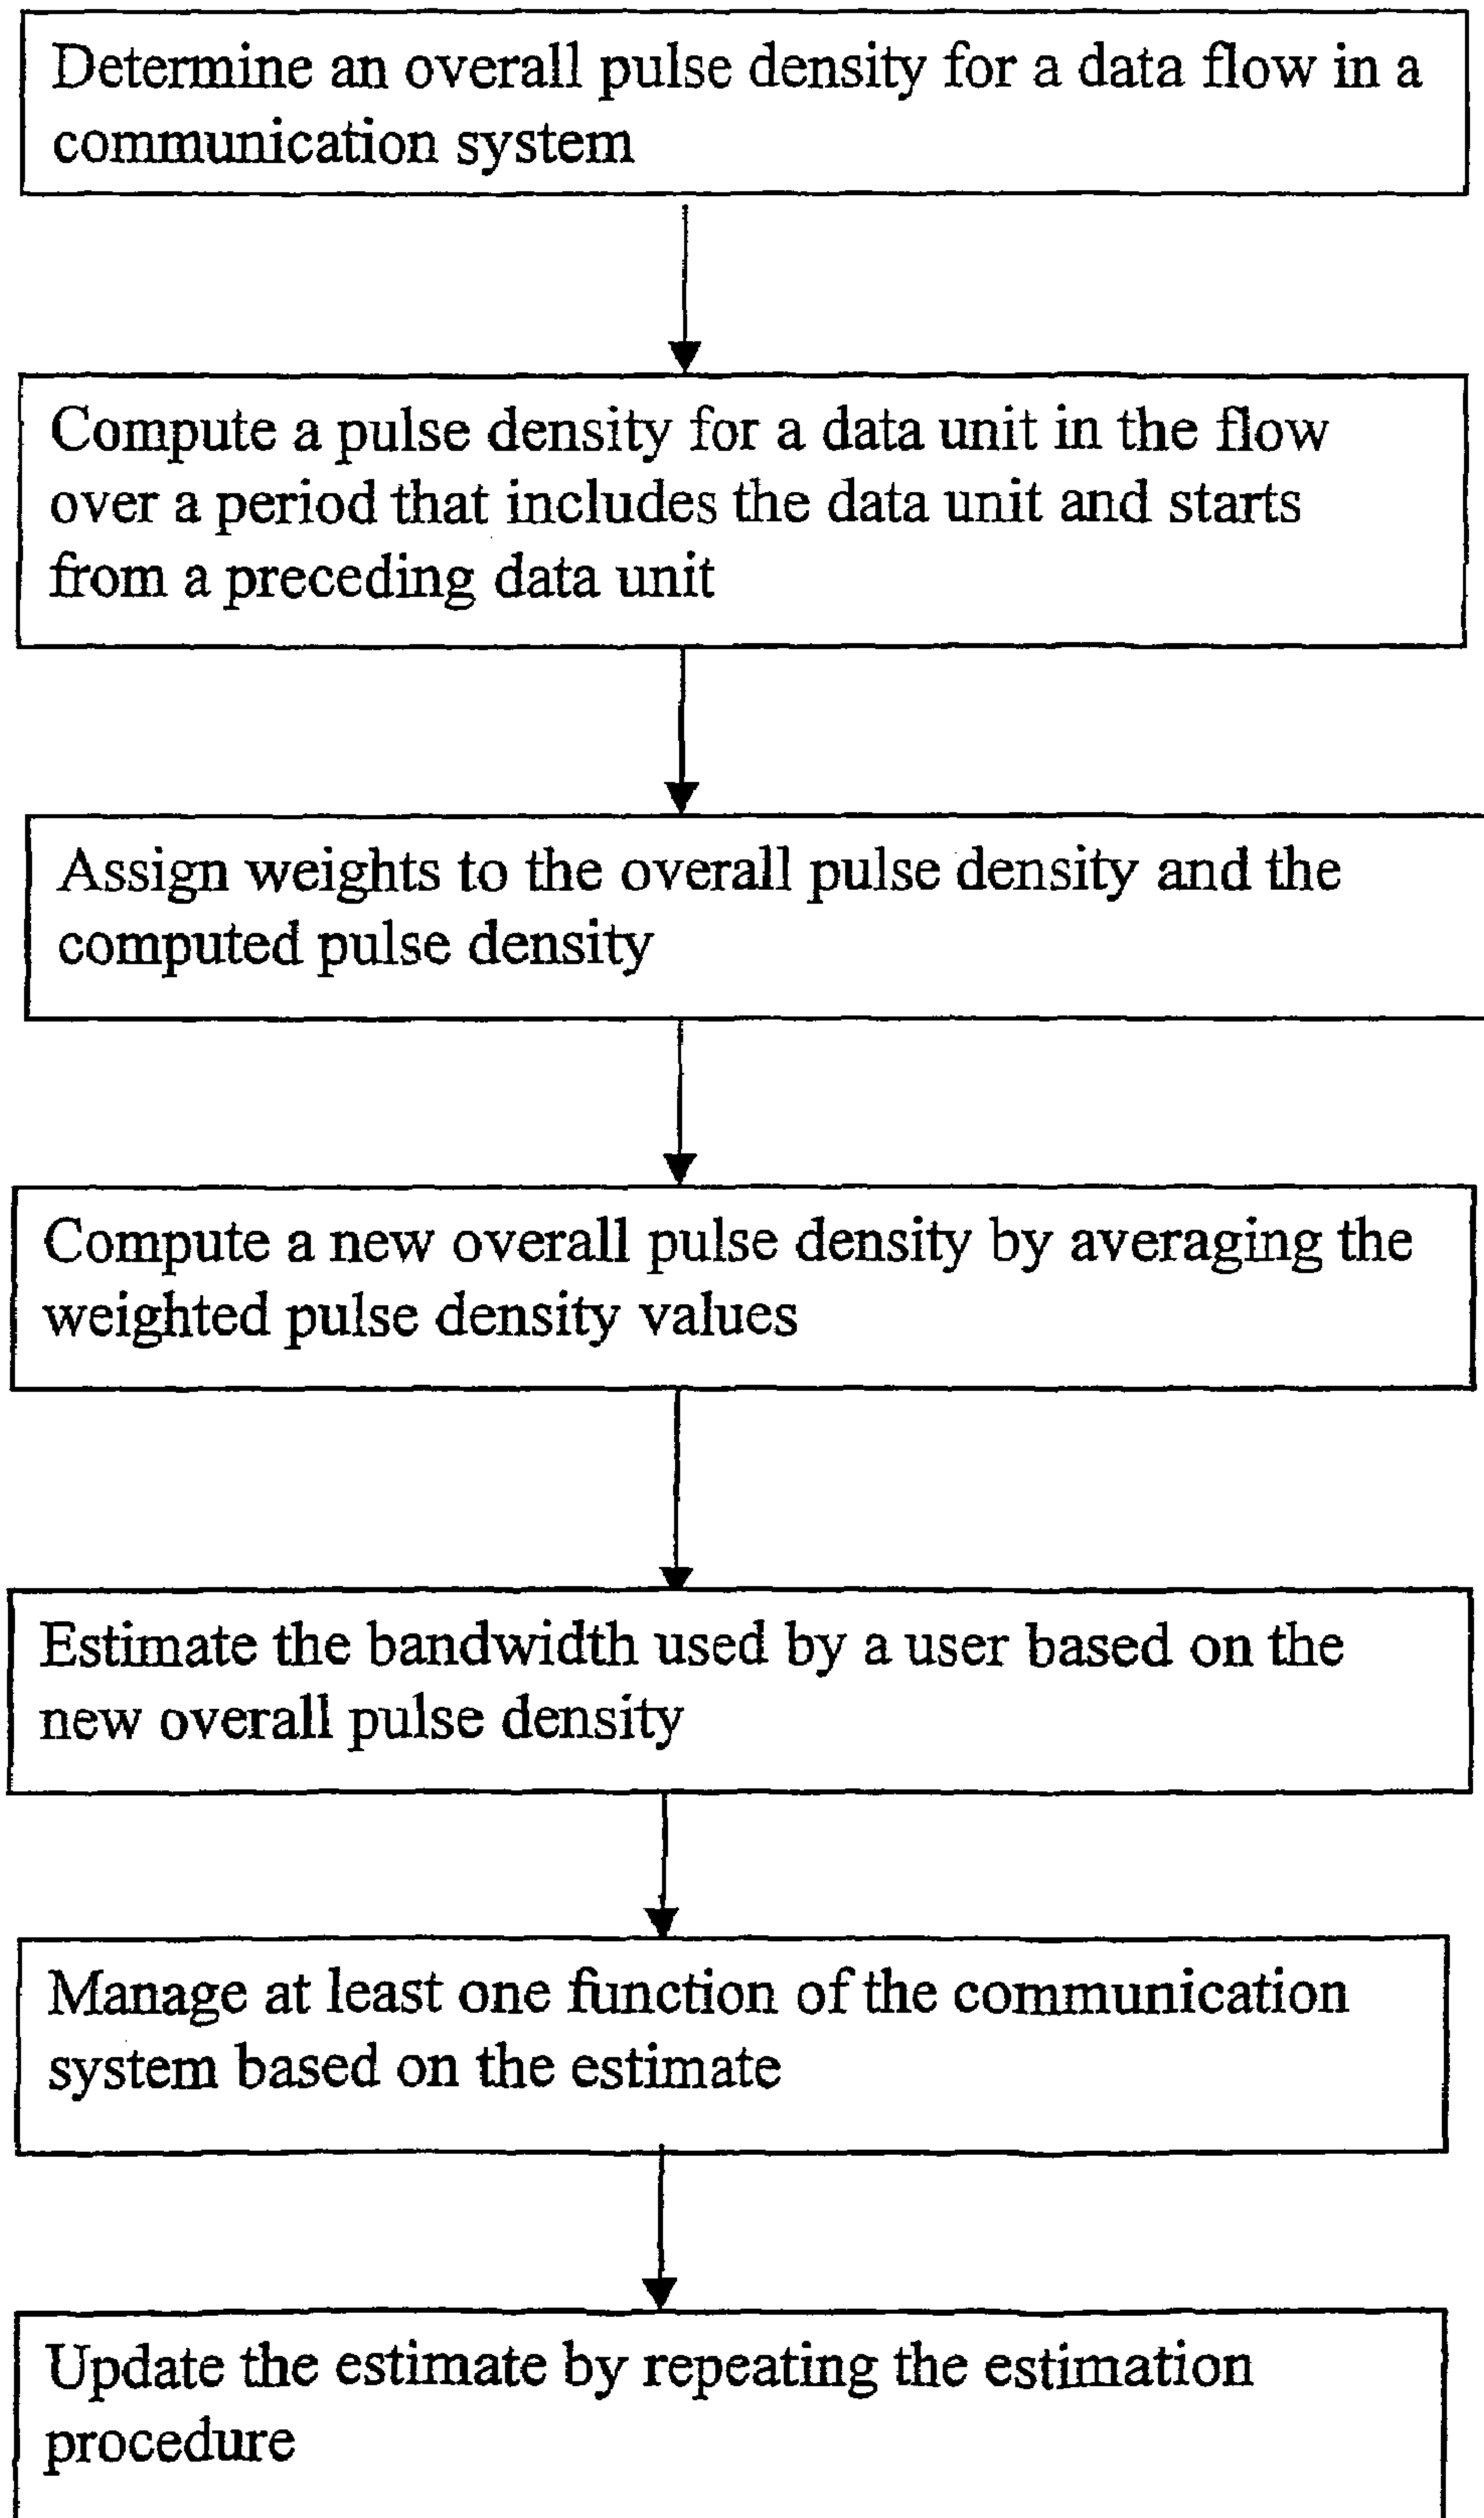 Determine an overall pulse density for a data flow in a
communication system
Compute a pulse density for a data unit in the flow
over a period that includes the data unit and starts
from a preceding data unit
Assign weights to the overall pulse density and the
computed pulse density
Compute a new overall pulse density by averaging the
weighted pulse density values
Estimate the bandwidth used by a user based on the
new overall pulse density
Manage at least one function of the communication
system based on the estimate
Update the estimate by repeating the estimation
procedure